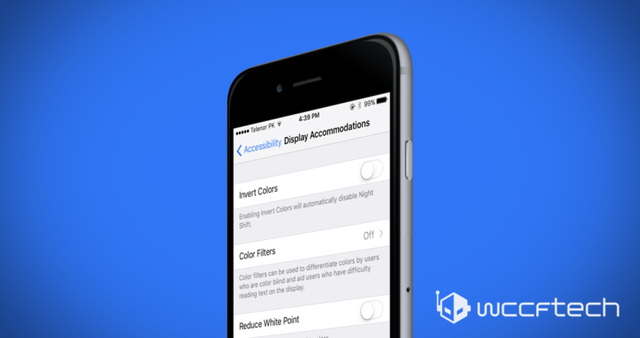 Telenor PK
4:39 PM
99%
Accessibility Display Accommodations
Invert Colors
Enabling Invert Colors will automatically disable Night
Shift.
Color Filters
Off
Color filters can be used to differentiate colors by users
who are color blind and aid users who have difficulty
reading text on the display.
Reduce White Point
wccftech